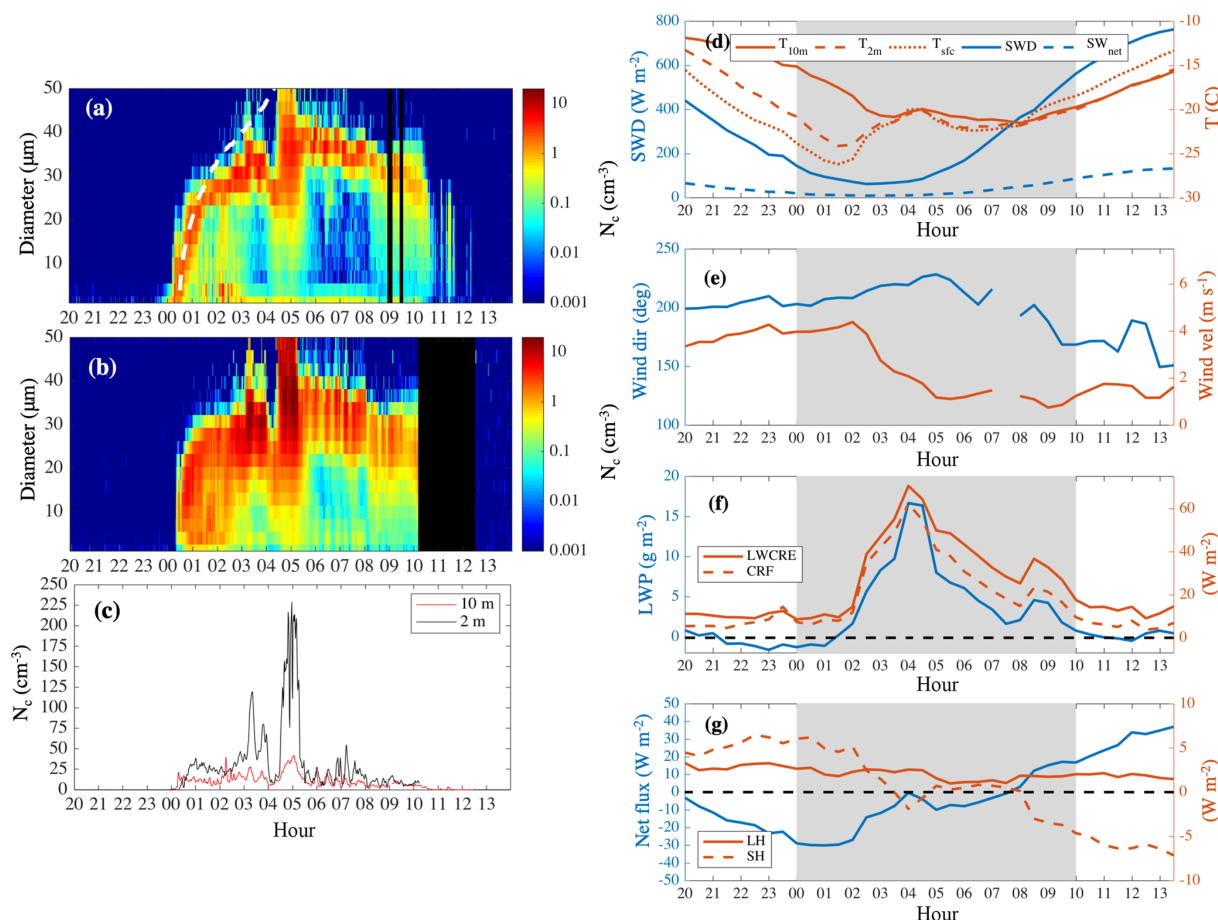 (a)
Diameter (µm)
50
40
30
20
10
20 21 22 23 00 01 02 03 04 05 06 07 08 09 10 11 12 13
10
1
0.1
0.01
0.001
N_c (cm⁻³)
(b)
Diameter (µm)
50
40
30
20
10
20 21 22 23 00 01 02 03 04 05 06 07 08 09 10 11 12 13
10
1
0.1
0.01
0.001
N_c (cm⁻³)
(c)
N_c (cm⁻³)
250
225
200
175
150
125
100
75
50
25
0
10 m
2 m
20 21 22 23 00 01 02 03 04 05 06 07 08 09 10 11 12 13
Hour
(d)
T_10m T_2m T_sfc SWD SW_net
SWD (W m⁻²)
800
600
400
200
0
-10
-15
-20
-25
-30
T (C)
20 21 22 23 00 01 02 03 04 05 06 07 08 09 10 11 12 13
Hour
(e)
Wind dir (deg)
250
200
150
100
6
4
2
0
Wind vel (m s⁻¹)
20 21 22 23 00 01 02 03 04 05 06 07 08 09 10 11 12 13
Hour
(f)
LWP (g m⁻²)
20
15
10
5
0
LWCRE
CRF
60
40
20
0
(W m⁻²)
20 21 22 23 00 01 02 03 04 05 06 07 08 09 10 11 12 13
Hour
(g)
Net flux (W m⁻²)
50
40
30
20
10
0
-10
-20
-30
-40
-50
LH
SH
10
5
0
-5
-10
(W m⁻²)
20 21 22 23 00 01 02 03 04 05 06 07 08 09 10 11 12 13
Hour